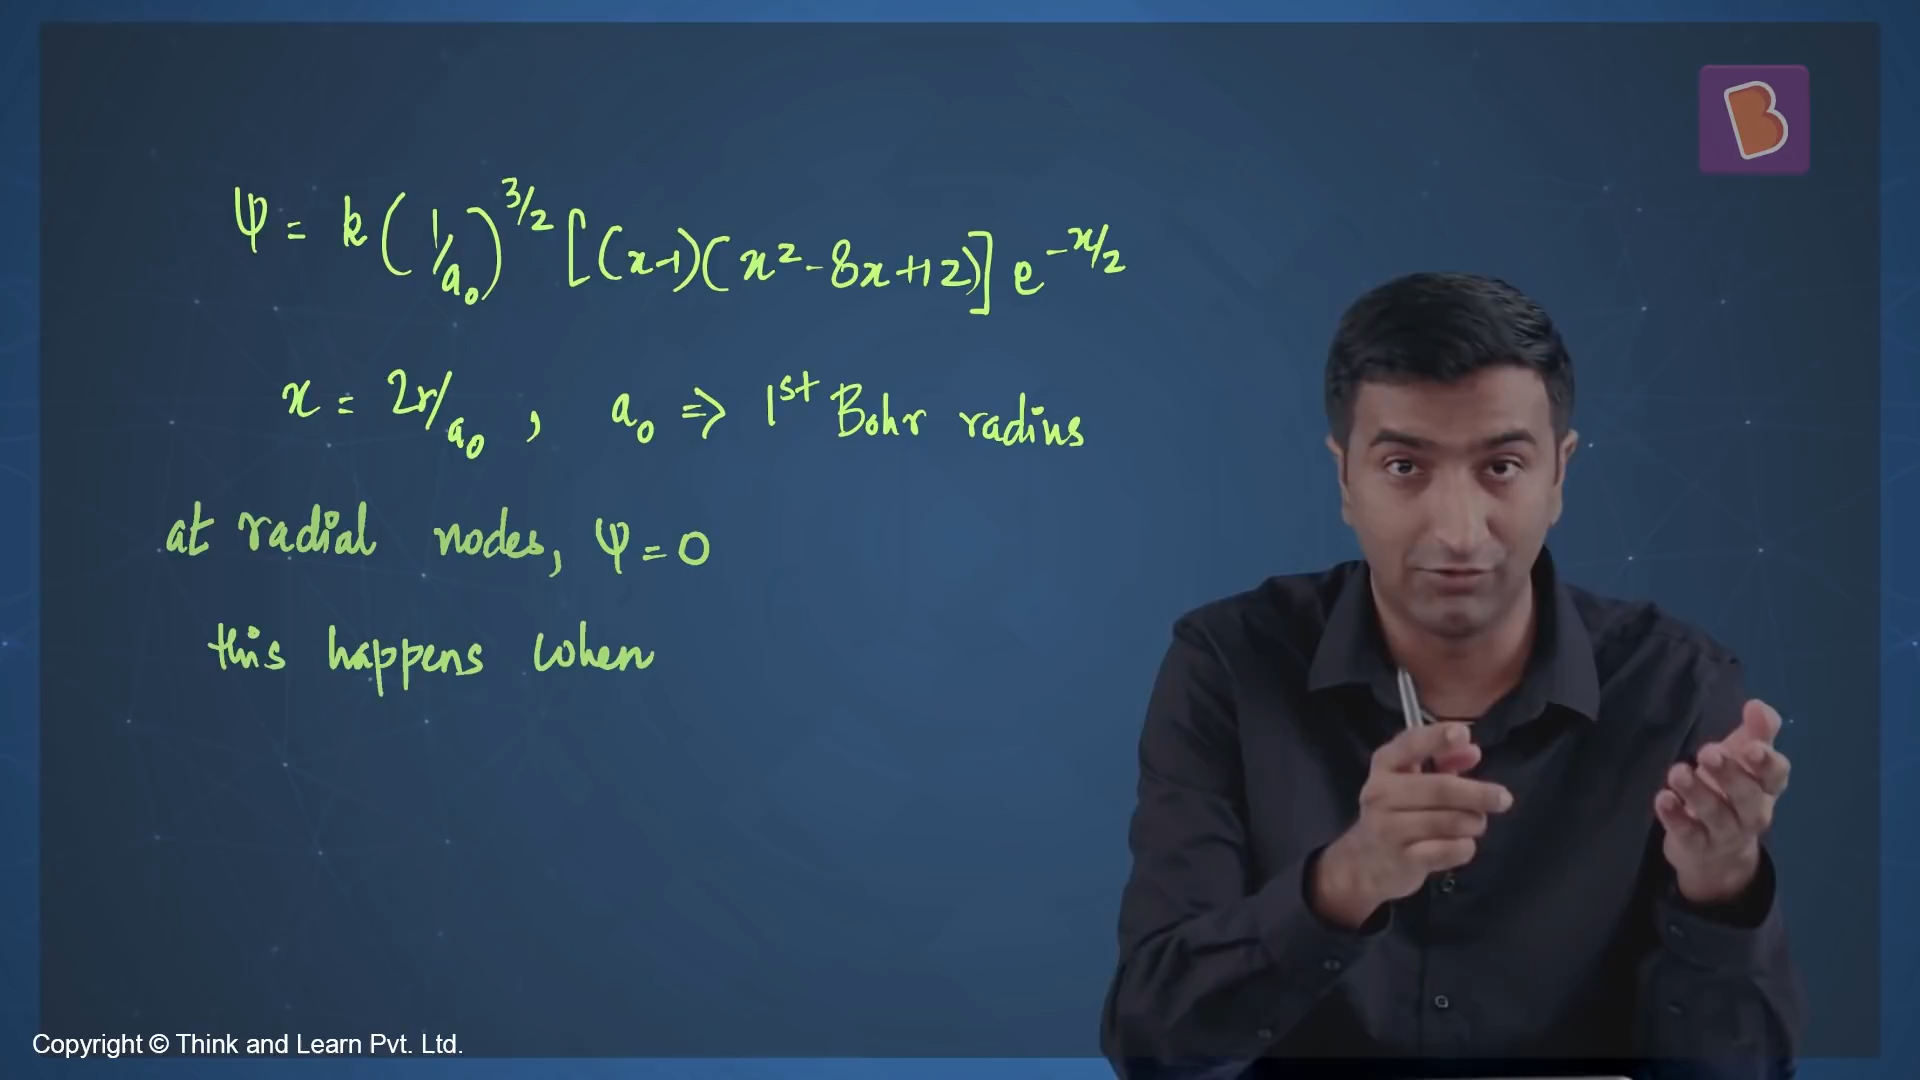 ψ = k(1/a₀)^3/2 [(x-1)(x²-8x+12)] e^-x/2
x = 2r/a₀ , a₀ ⇒ 1st Bohr radius
at radial nodes, ψ = 0
this happens when
B
Copyright © Think and Learn Pvt. Ltd.